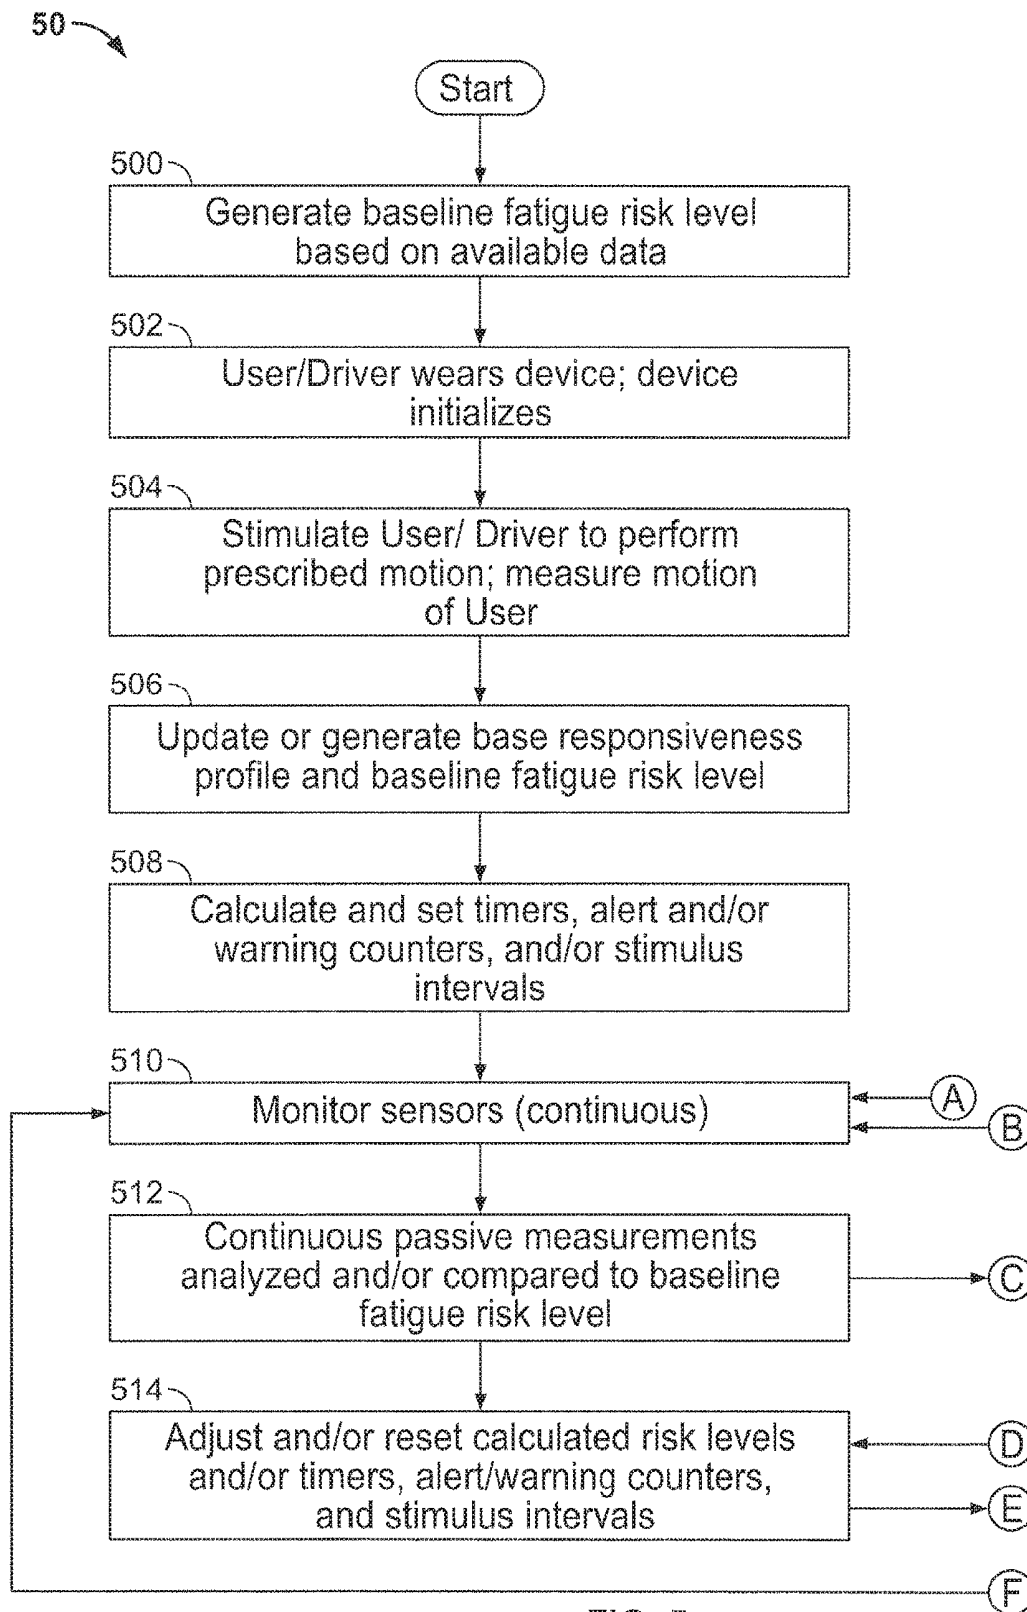 50
Start
500
Generate baseline fatigue risk level
based on available data
502
User/Driver wears device; device
initializes
504
Stimulate User/ Driver to perform
prescribed motion; measure motion
of User
506
Update or generate base responsiveness
profile and baseline fatigue risk level
508
Calculate and set timers, alert and/or
warning counters, and/or stimulus
intervals
510
Monitor sensors (continuous)
A
B
512
Continuous passive measurements
analyzed and/or compared to baseline
fatigue risk level
C
514
Adjust and/or reset calculated risk levels
and/or timers, alert/warning counters,
and stimulus intervals
D
E
F